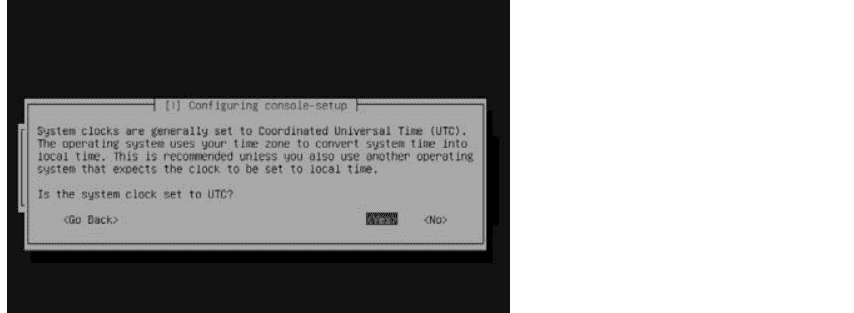 [!] Configuring console-setup
System clocks are generally set to Coordinated Universal Time (UTC).
The operating system uses your time zone to convert system time into
local time. This is recommended unless you also use another operating
system that expects the clock to be set to local time.
Is the system clock set to UTC?
<Go Back> <Yes> <No>